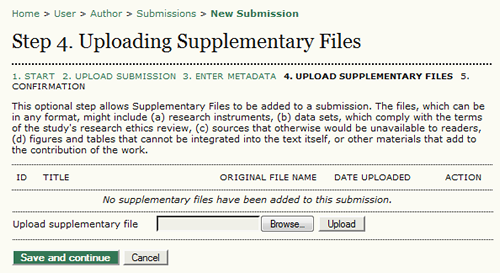 Home > User > Author > Submissions > New Submission
Step 4. Uploading Supplementary Files
1. START 2. UPLOAD SUBMISSION 3. ENTER METADATA 4. UPLOAD SUPPLEMENTARY FILES 5.
CONFIRMATION
This optional step allows Supplementary Files to be added to a submission. The files, which can be
in any format, might include (a) research instruments, (b) data sets, which comply with the terms
of the study's research ethics review, (c) sources that otherwise would be unavailable to readers,
(d) figures and tables that cannot be integrated into the text itself, or other materials that add to
the contribution of the work.
ID TITLE ORIGINAL FILE NAME DATE UPLOADED ACTION
No supplementary files have been added to this submission.
Upload supplementary file Browse... Upload
Save and continue Cancel